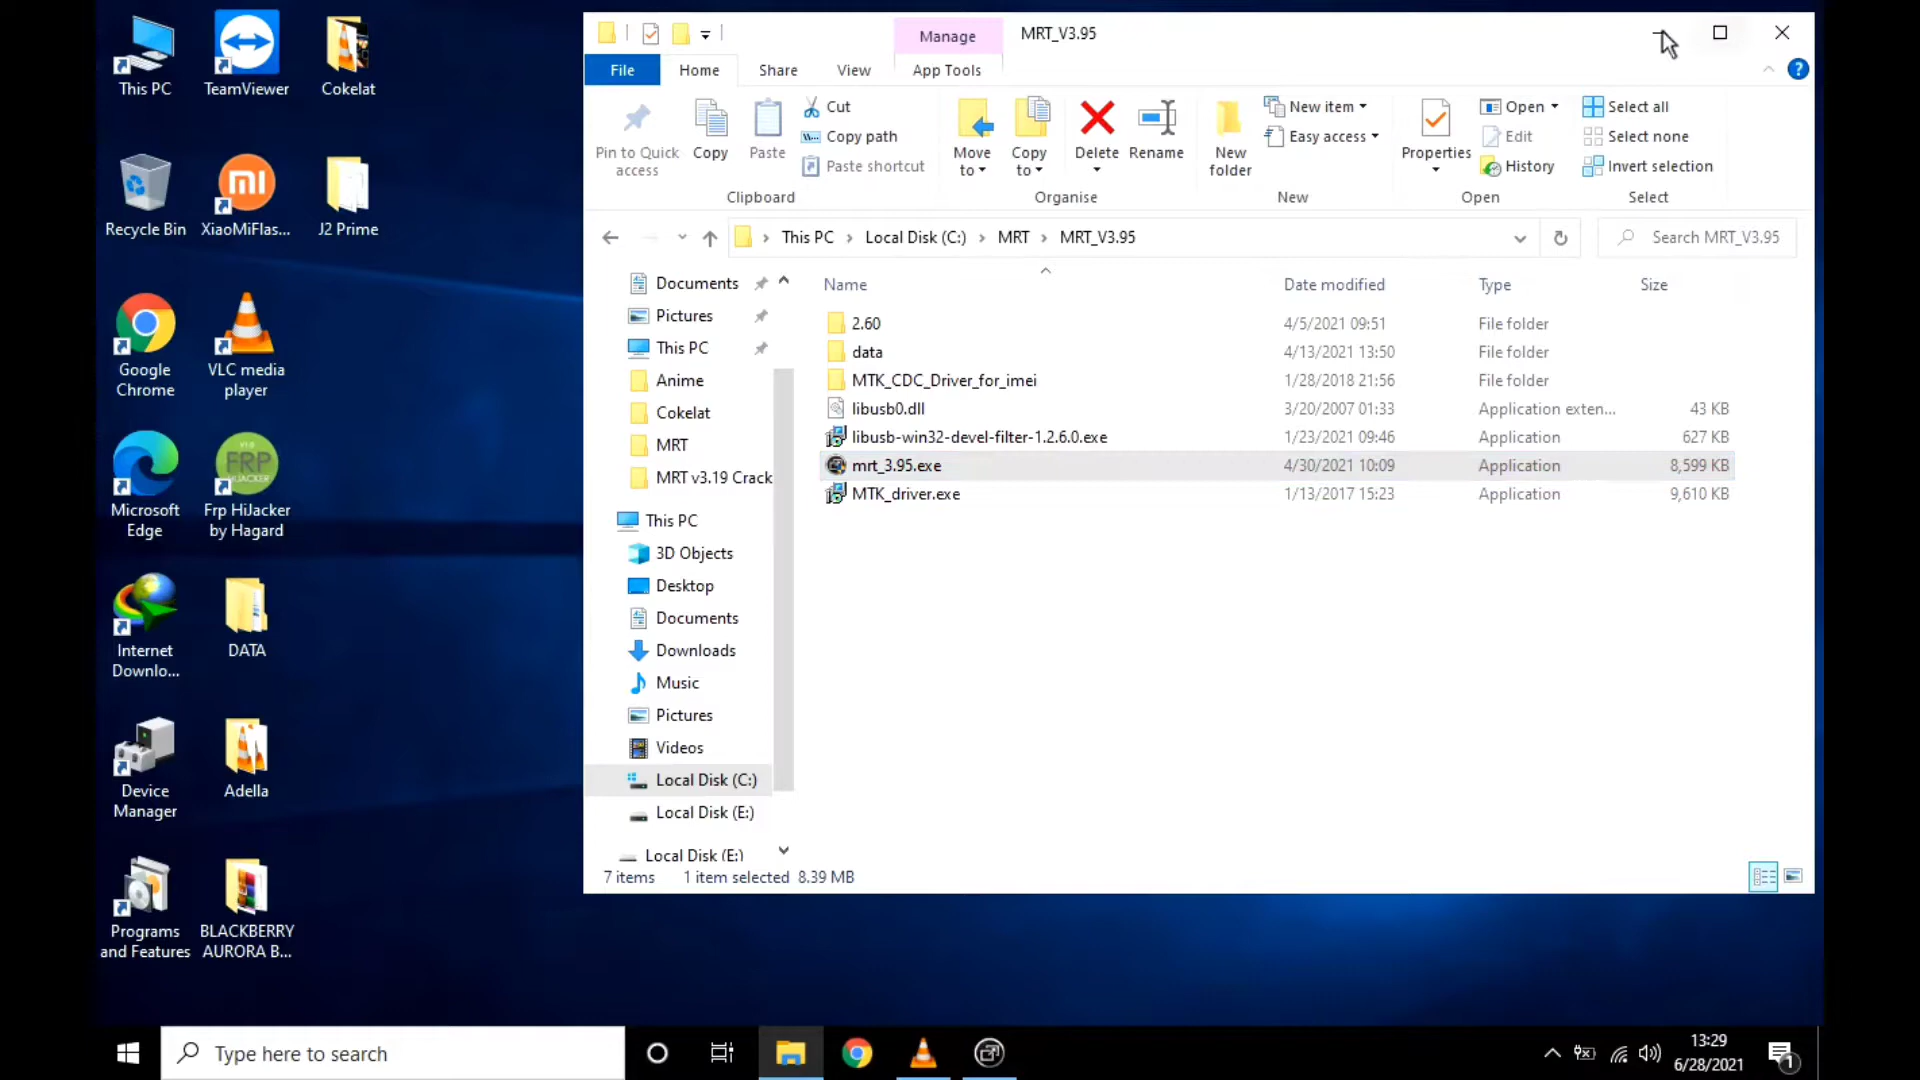 This PC
TeamViewer
Cokelat
Recycle Bin
XiaoMiFlas...
J2 Prime
Google
Chrome
VLC media
player
Microsoft
Edge
FRP
Frp HiJacker
by Hagard
Internet
Downlo...
DATA
Device
Manager
Adella
Programs
and Features
BLACKBERRY
AURORA B...
Manage
MRT_V3.95
File
Home
Share
View
App Tools
Pin to Quick
access
Copy
Paste
Cut
Copy path
Paste shortcut
Clipboard
Move
to
Copy
to
Delete
Rename
Organise
New
folder
New item
Easy access
New
Properties
Open
Edit
History
Open
Select all
Select none
Invert selection
Select
This PC > Local Disk (C:) > MRT > MRT_V3.95
Search MRT_V3.95
Documents
Pictures
This PC
Anime
Cokelat
MRT
MRT v3.19 Crack
This PC
3D Objects
Desktop
Documents
Downloads
Music
Pictures
Videos
Local Disk (C:)
Local Disk (E:)
Local Disk (E:)
Name Date modified Type Size
2.60 4/5/2021 09:51 File folder
data 4/13/2021 13:50 File folder
MTK_CDC_Driver_for_imei 1/28/2018 21:56 File folder
libusb0.dll 3/20/2007 01:33 Application exten... 43 KB
libusb-win32-devel-filter-1.2.6.0.exe 1/23/2021 09:46 Application 627 KB
mrt_3.95.exe 4/30/2021 10:09 Application 8,599 KB
MTK_driver.exe 1/13/2017 15:23 Application 9,610 KB
7 items 1 item selected 8.39 MB
Type here to search
13:29
6/28/2021
1